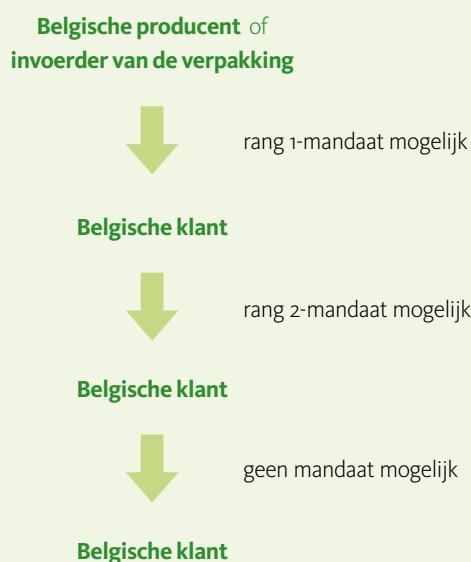 Belgische producent of
invoerder van de verpakking
rang 1-mandaat mogelijk
Belgische klant
rang 2-mandaat mogelijk
Belgische klant
geen mandaat mogelijk
Belgische klant